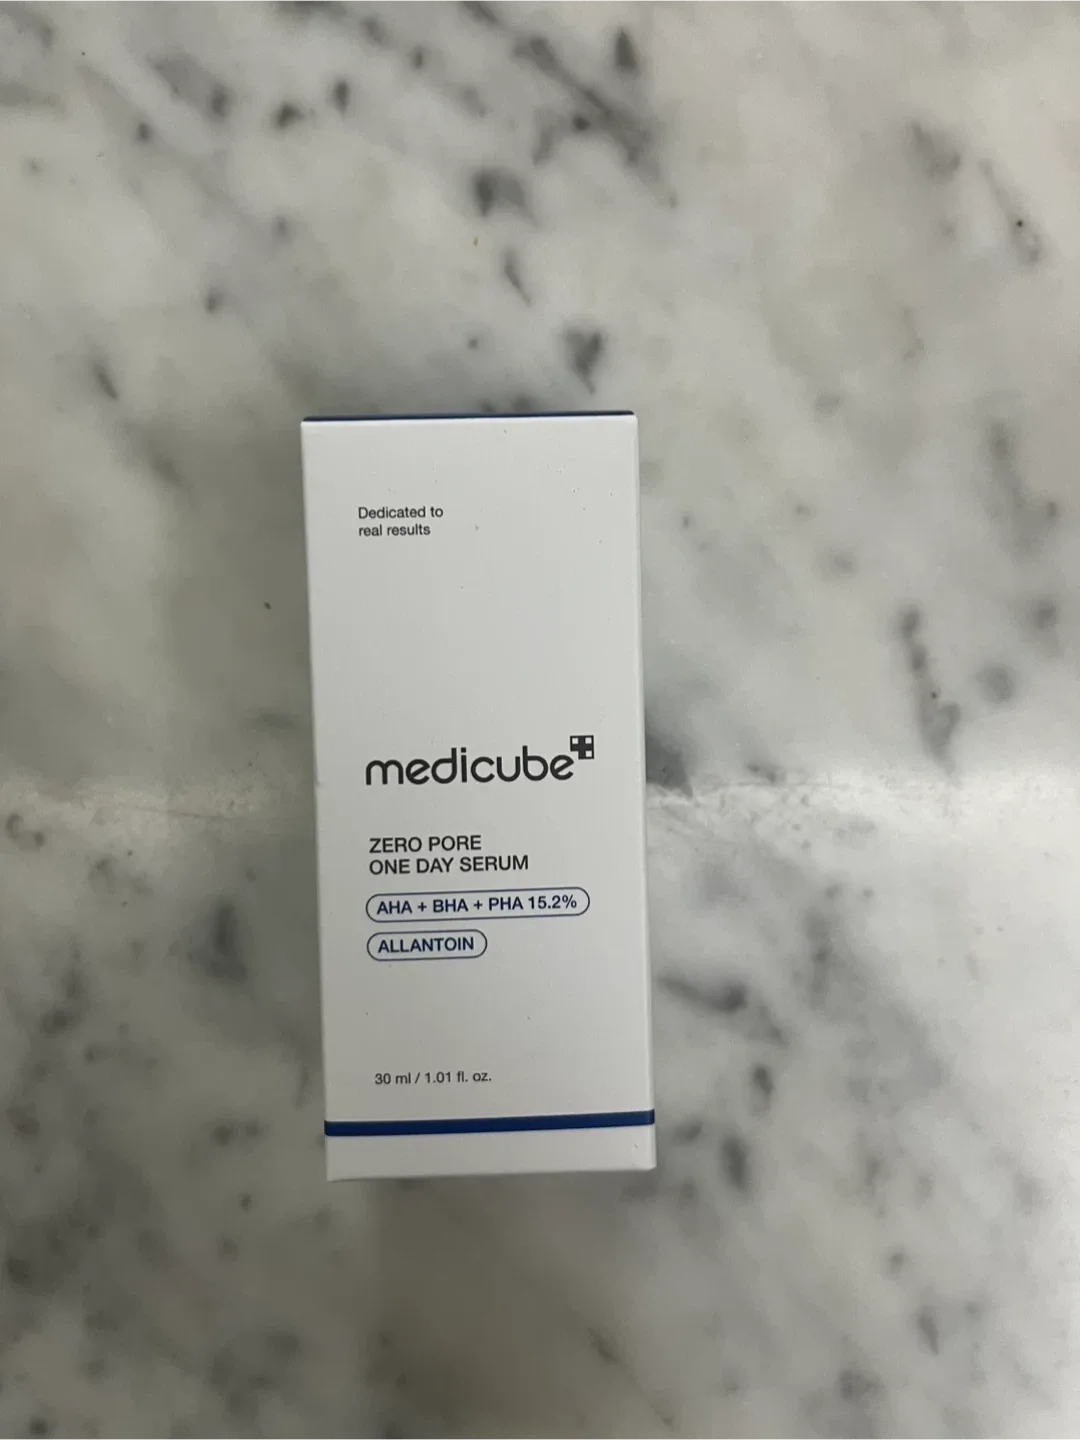 Dedicated to
real results
medicube
ZERO PORE
ONE DAY SERUM
AHA + BHA + PHA 15.2%
ALLANTOIN
30 ml / 1.01 fl. oz.